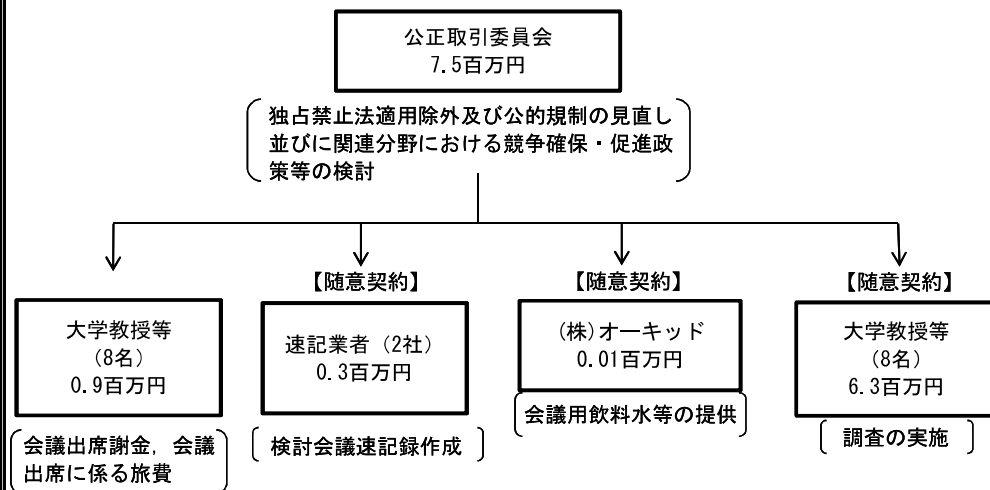 公正取引委員会
7.5百万円
独占禁止法適用除外及び公的規制の見直し
並びに関連分野における競争確保・促進政
策等の検討
【随意契約】
【随意契約】
【随意契約】
大学教授等
(8名)
0.9百万円
速記業者（2社）
0.3百万円
(株)オーキッド
0.01百万円
大学教授等
(8名)
6.3百万円
会議出席謝金，会議
出席に係る旅費
検討会議速記録作成
会議用飲料水等の提供
調査の実施